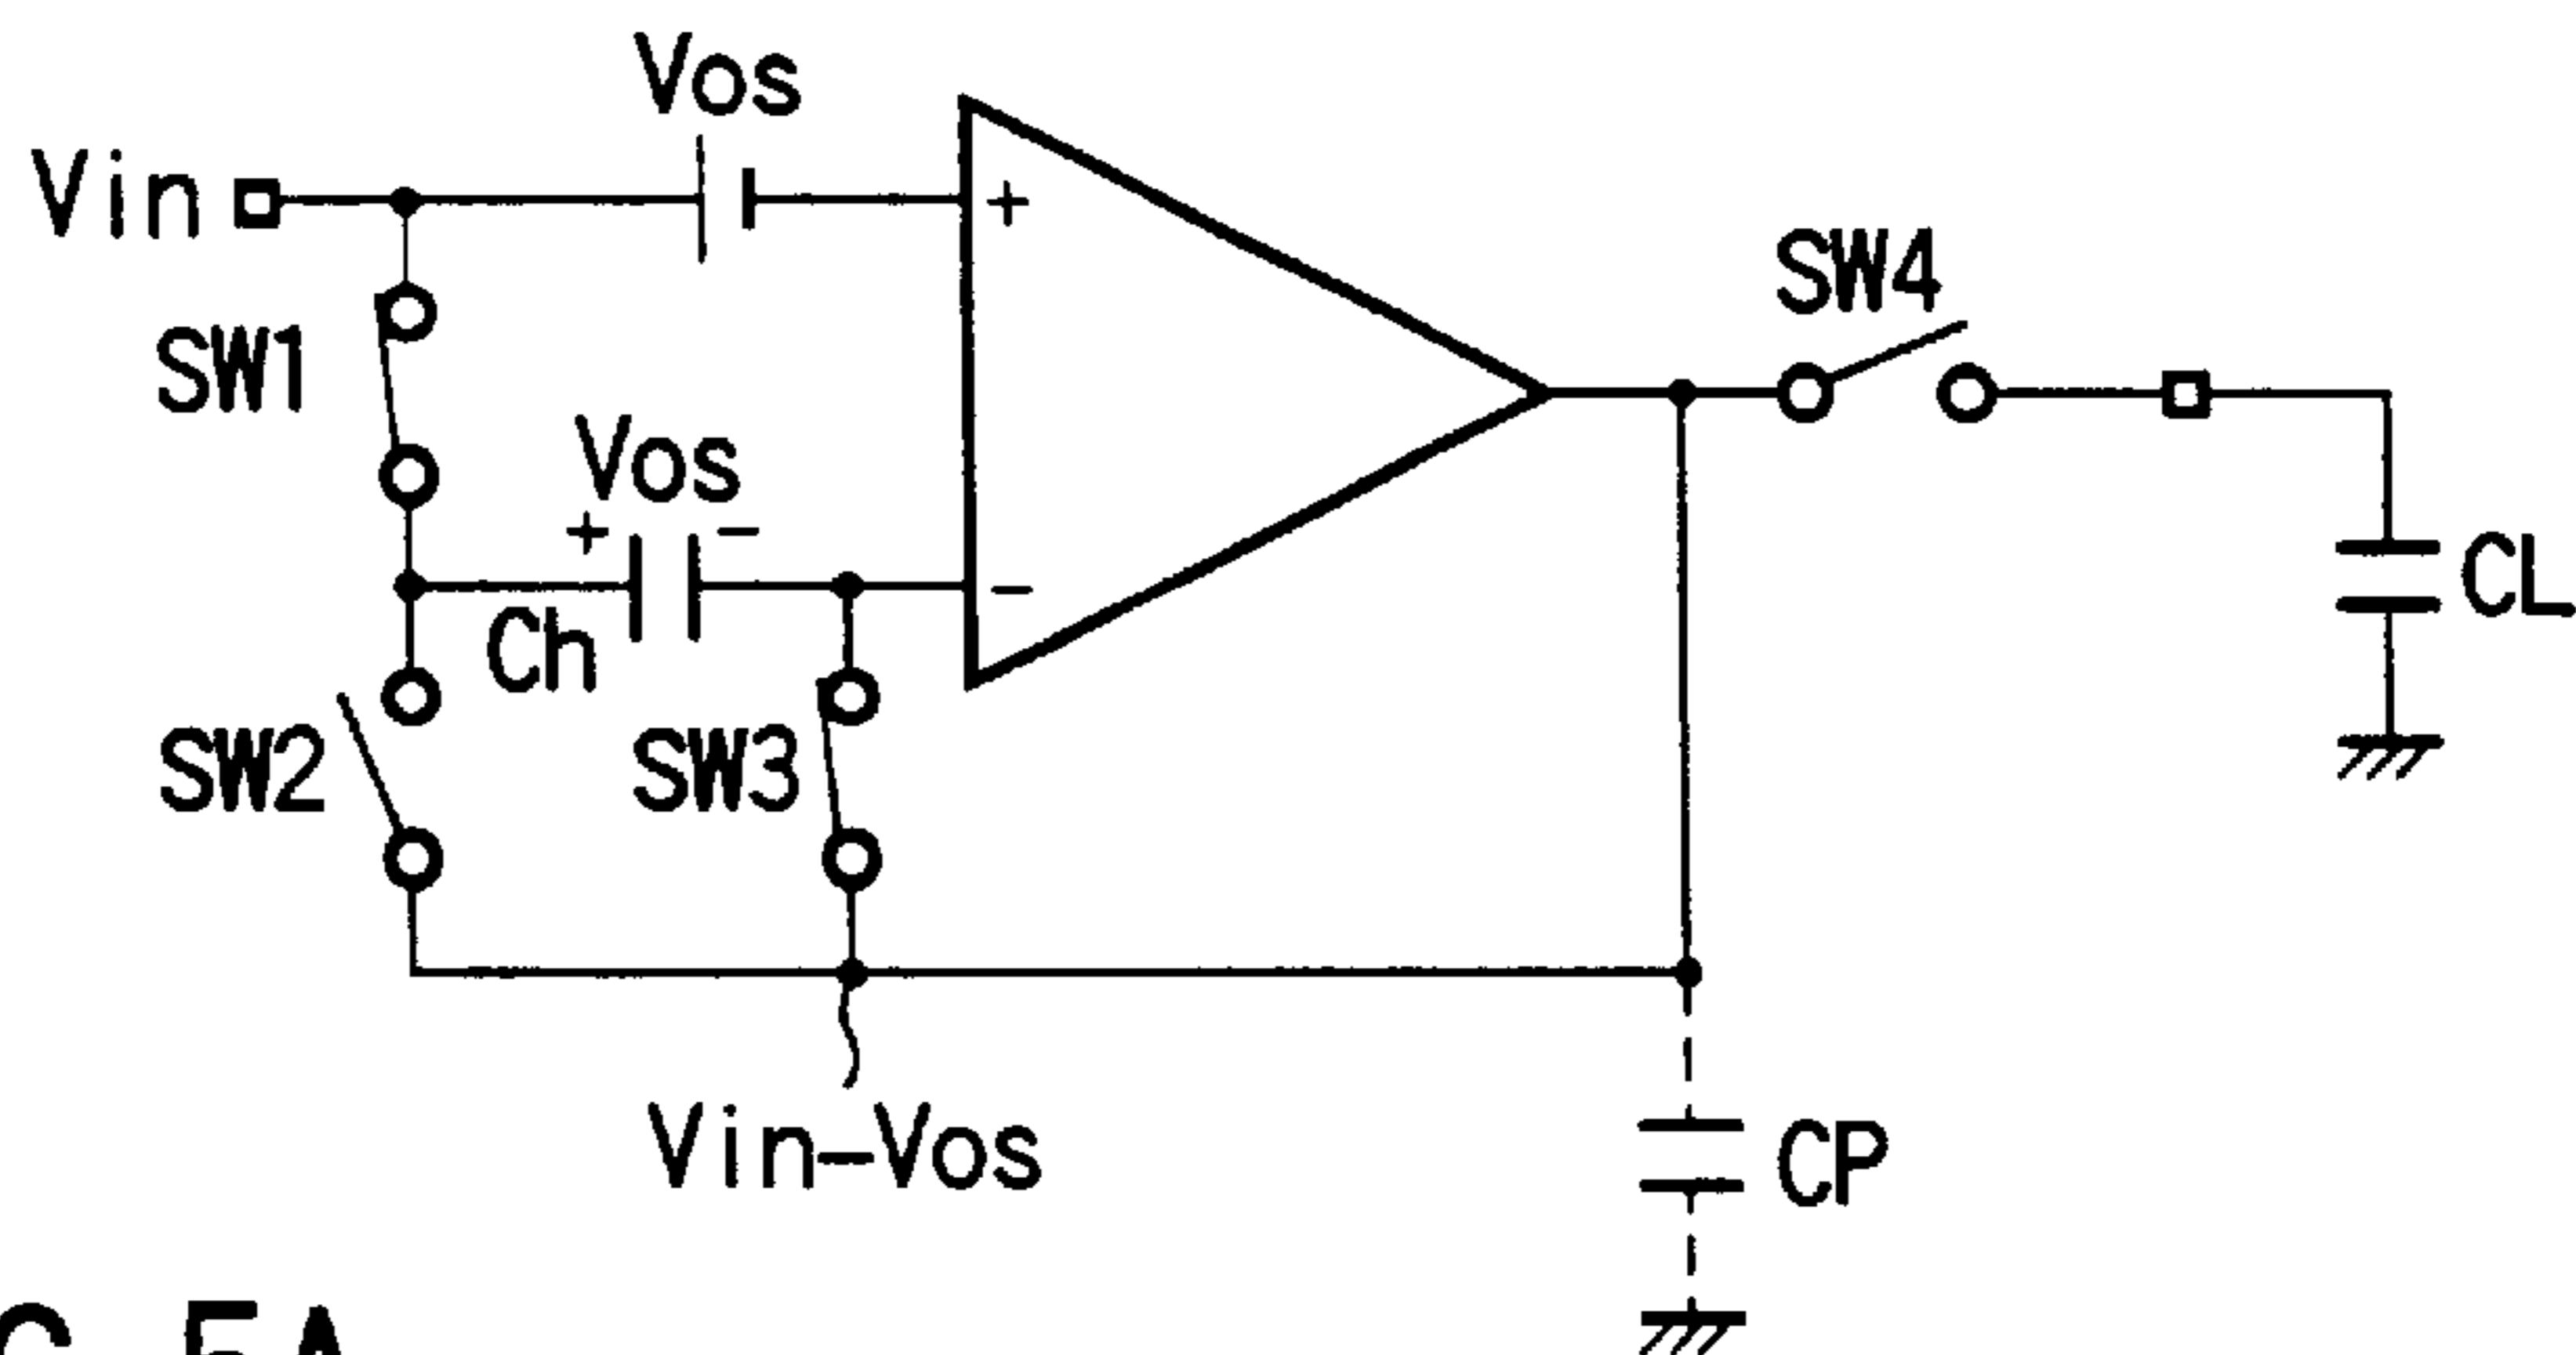 Vos
Vin
+
SW4
SW1
Vos
+ -
-
Ch
CL
SW2
SW3
Vin-Vos
CP